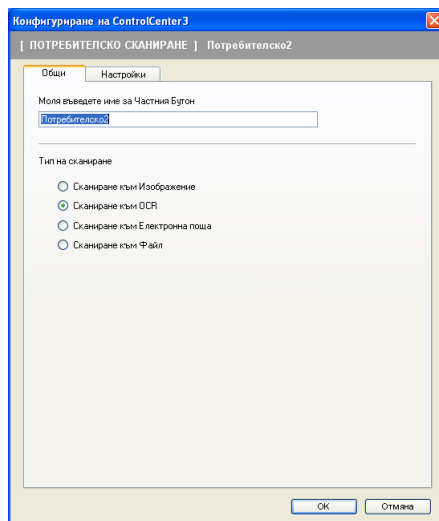 Конфигуриране на ControlCenter3
[ ПОТРЕБИТЕЛСКО СКАНИРАНЕ ] Потребителско2
Общи
Настройки
Моля въведете име за Частния Бутон
Потребителско2
Тип на сканиране
Сканиране към Изображение
Сканиране към OCR
Сканиране към Електронна поща
Сканиране към Файл
OK
Отмяна